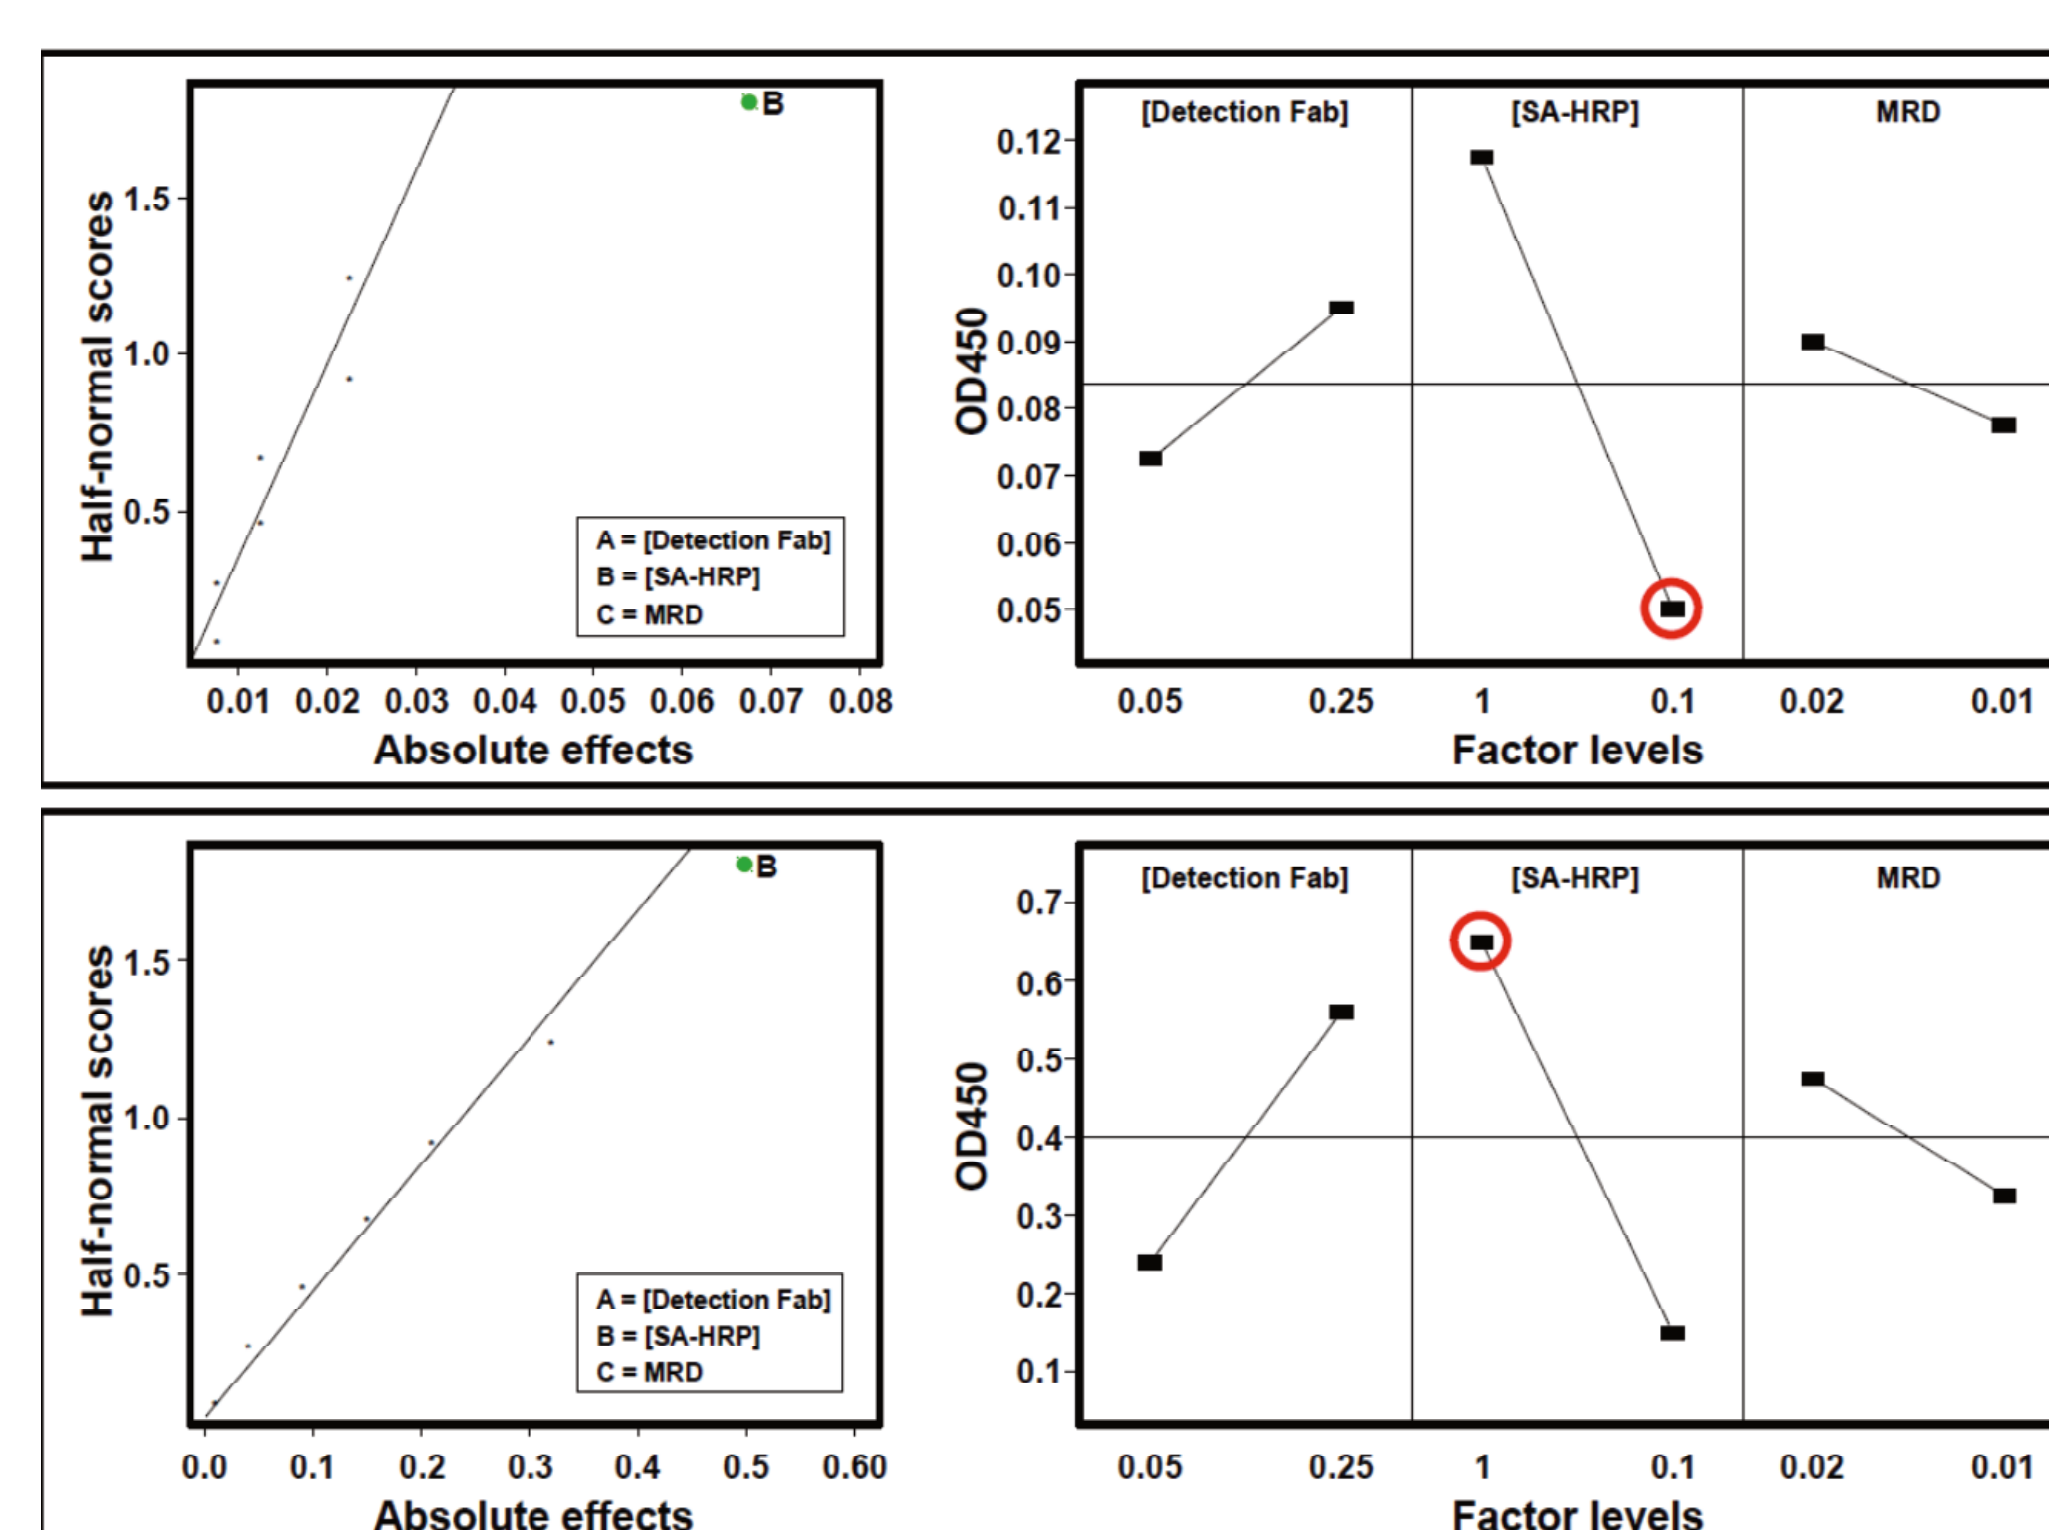 B
Half-normal scores
1.5
1.0
0.5
A = [Detection Fab]
B = [SA-HRP]
C = MRD
0.01 0.02 0.03 0.04 0.05 0.06 0.07 0.08
Absolute effects
[Detection Fab] [SA-HRP] MRD
OD450
0.12
0.11
0.10
0.09
0.08
0.07
0.06
0.05
0.05 0.25 1 0.1 0.02 0.01
Factor levels
B
Half-normal scores
1.5
1.0
0.5
A = [Detection Fab]
B = [SA-HRP]
C = MRD
0.0 0.1 0.2 0.3 0.4 0.5 0.60
Absolute effects
[Detection Fab] [SA-HRP] MRD
OD450
0.7
0.6
0.5
0.4
0.3
0.2
0.1
0.05 0.25 1 0.1 0.02 0.01
Factor levels